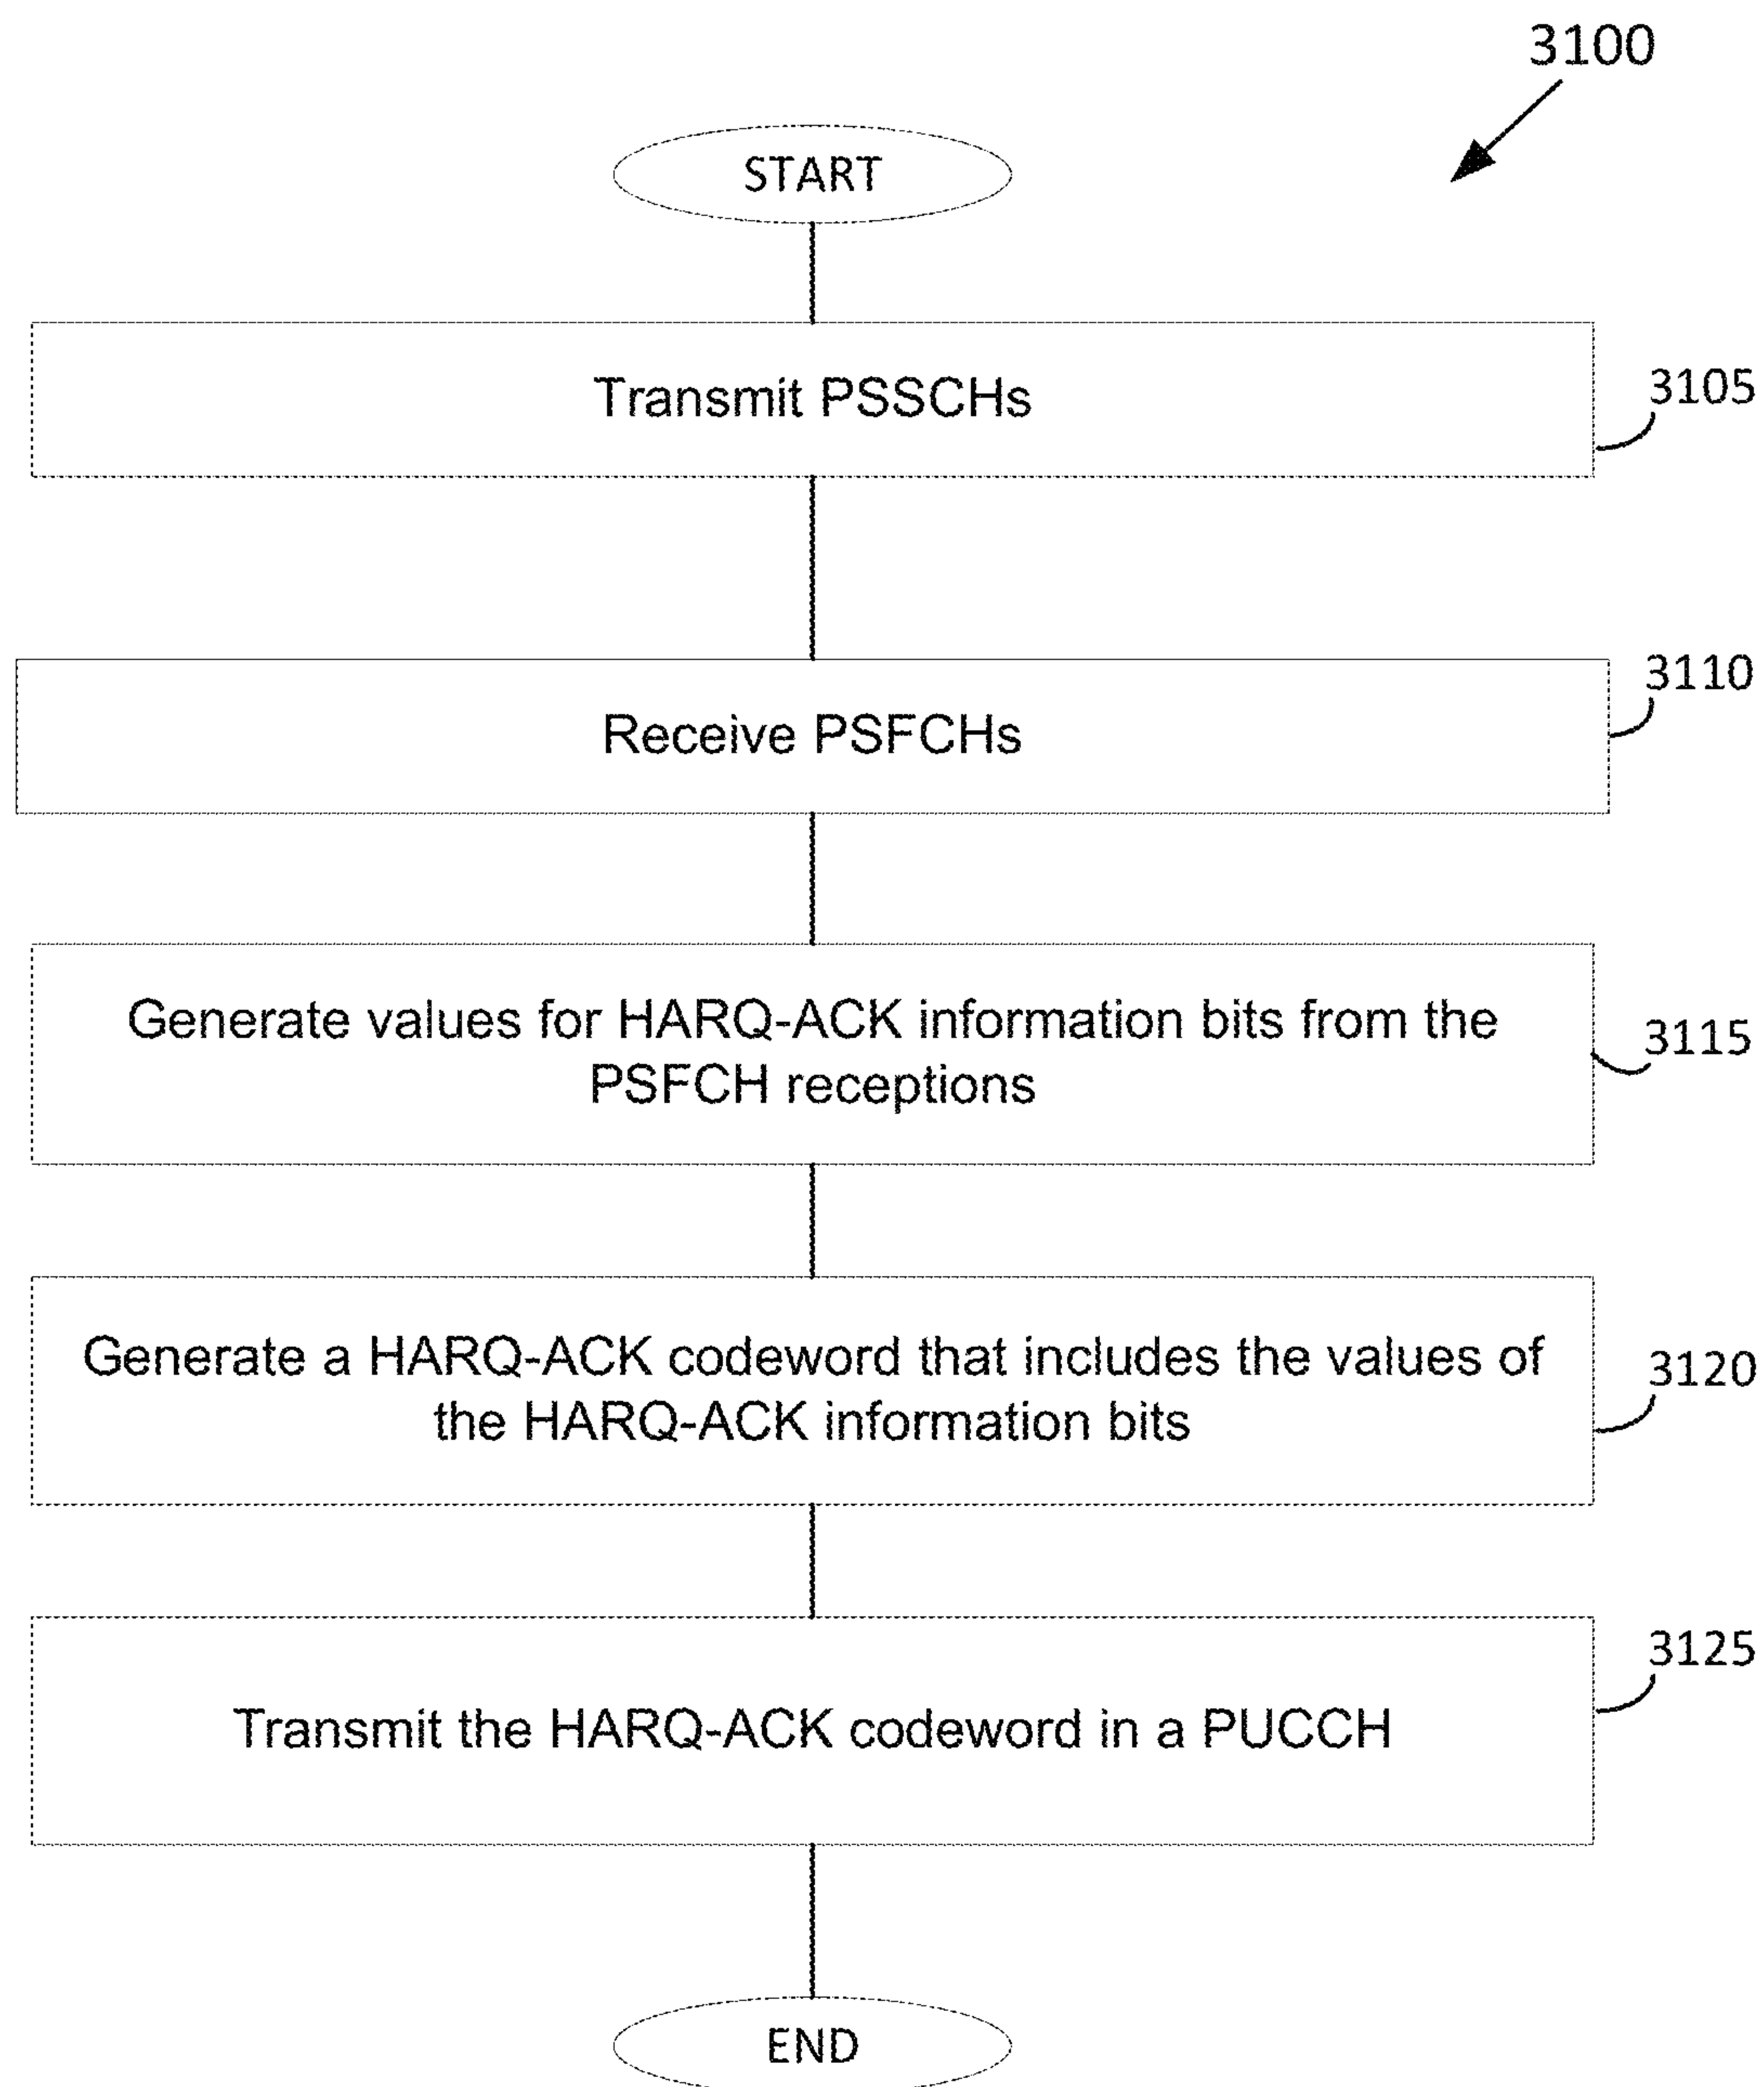 3100
START
Transmit PSSCHs
3105
Receive PSFCHs
3110
Generate values for HARQ-ACK information bits from the
PSFCH receptions
3115
Generate a HARQ-ACK codeword that includes the values of
the HARQ-ACK information bits
3120
Transmit the HARQ-ACK codeword in a PUCCH
3125
END